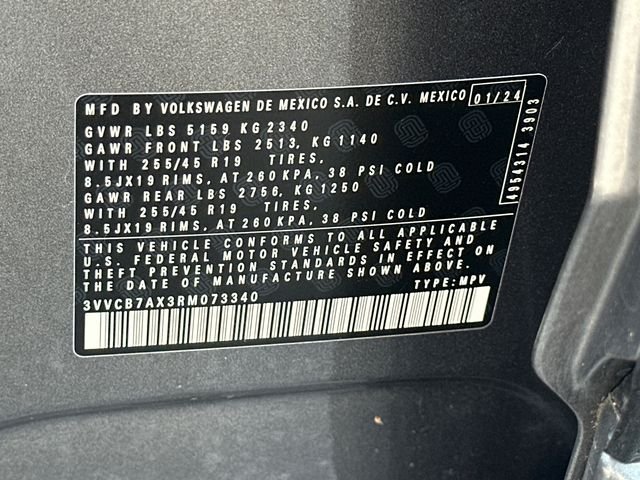 MFD BY VOLKSWAGEN DE MEXICO S.A. DE C.V. MEXICO 01/24
GVWR LBS 5159 KG 2340
GAWR FRONT LBS 2513, KG 1140
WITH 255/45 R19 TIRES,
8.5JX19 RIMS, AT 260 KPA, 38 PSI COLD
GAWR REAR LBS 2756, KG 1250
WITH 255/45 R19 TIRES,
8.5JX19 RIMS, AT 260 KPA, 38 PSI COLD
THIS VEHICLE CONFORMS TO ALL APPLICABLE
U.S. FEDERAL MOTOR VEHICLE SAFETY AND
THEFT PREVENTION STANDARDS IN EFFECT ON
THE DATE OF MANUFACTURE SHOWN ABOVE.
3VVCB7AX3RM073340 TYPE: MPV
4954314 3903